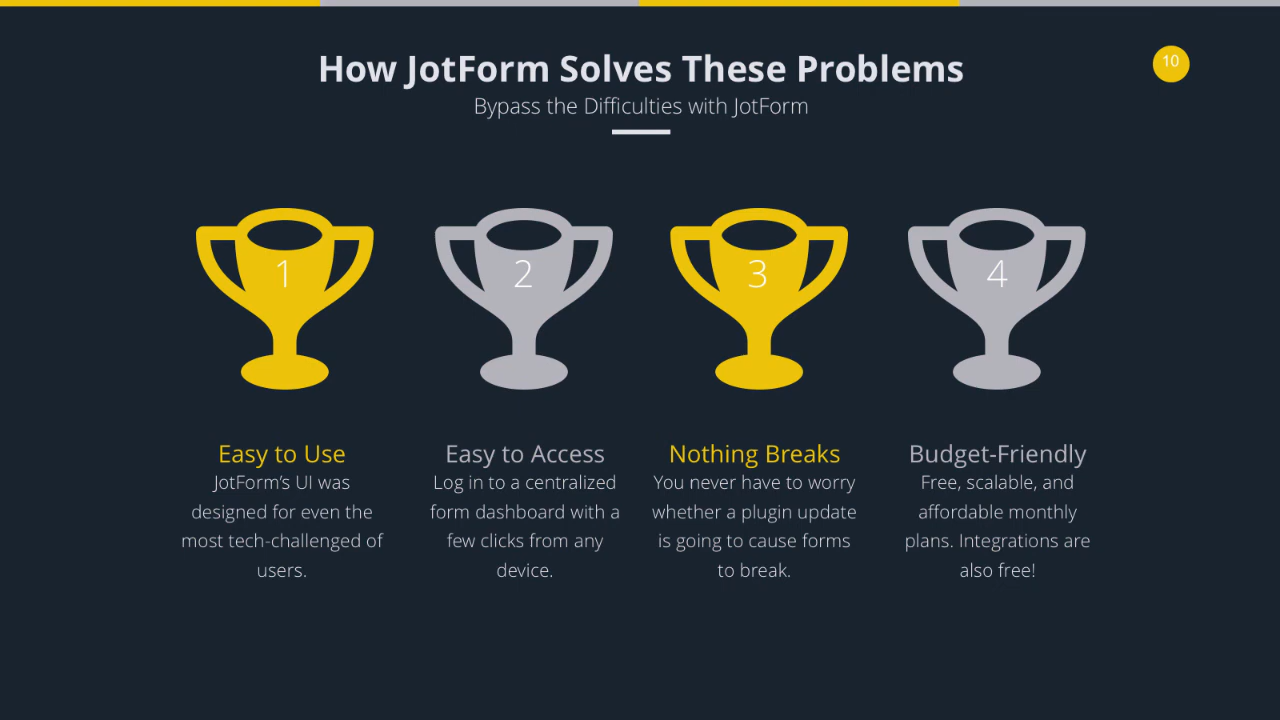 How JotForm Solves These Problems
10
Bypass the Difficulties with JotForm
1
2
3
4
Easy to Use
JotForm's UI was
designed for even the
most tech-challenged of
users.
Easy to Access
Log in to a centralized
form dashboard with a
few clicks from any
device.
Nothing Breaks
You never have to worry
whether a plugin update
is going to cause forms
to break.
Budget-Friendly
Free, scalable, and
affordable monthly
plans. Integrations are
also free!